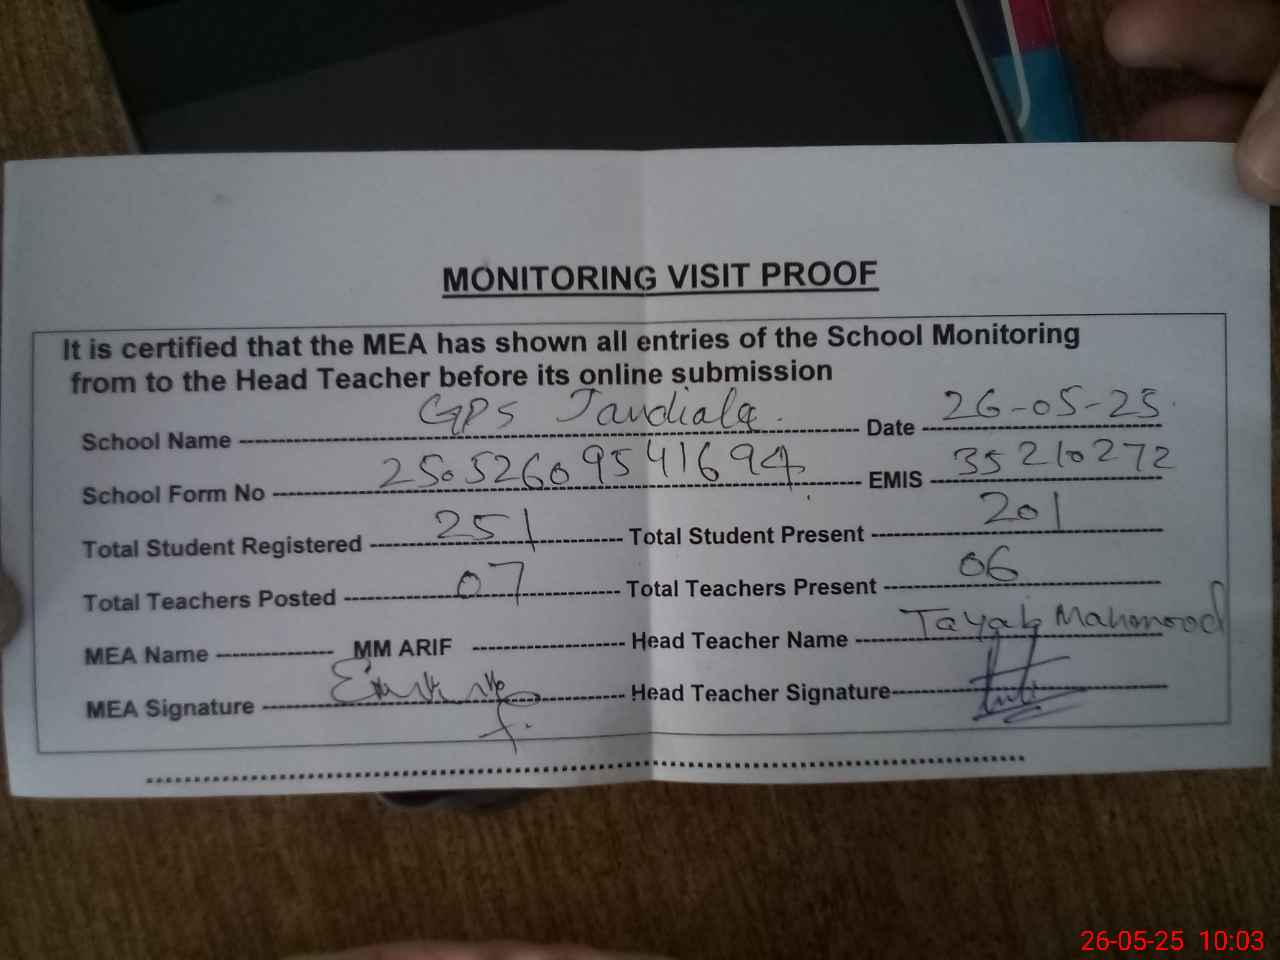 MONITORING VISIT PROOF
It is certified that the MEA has shown all entries of the School Monitoring
from to the Head Teacher before its online submission
School Name GPS Jandiala Date 26-05-25
School Form No 25052609541694 EMIS 35210272
Total Student Registered 251 Total Student Present 201
Total Teachers Posted 07 Total Teachers Present 06
MEA Name MM ARIF Head Teacher Name Tayab Mahmood
MEA Signature Head Teacher Signature
26-05-25 10:03